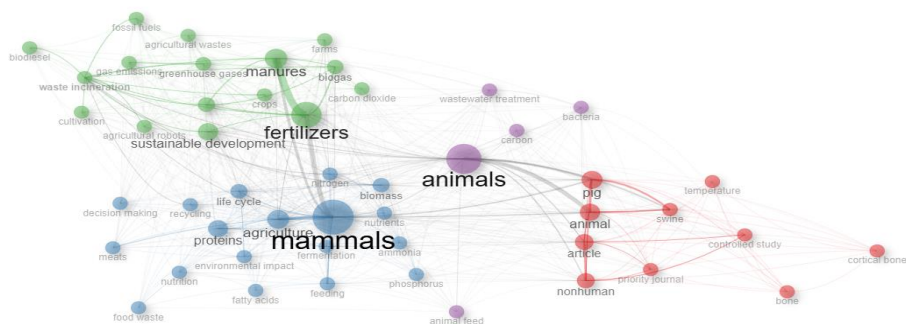 fossil fuels
agricultural wastes
farms
biodiesel
gas emissions
greenhouse gases
manures
biogas
waste incineration
crops
carbon dioxide
wastewater treatment
bacteria
cultivation
agricultural robots
fertilizers
carbon
sustainable development
animals
nitrogen
pig
temperature
life cycle
biomass
decision making
recycling
nutrients
animal
swine
proteins
agriculture
mammals
meats
environmental impact
fermentation
ammonia
article
controlled study
cortical bone
nutrition
fatty acids
feeding
phosphorus
nonhuman
priority journal
bone
food waste
animal feed